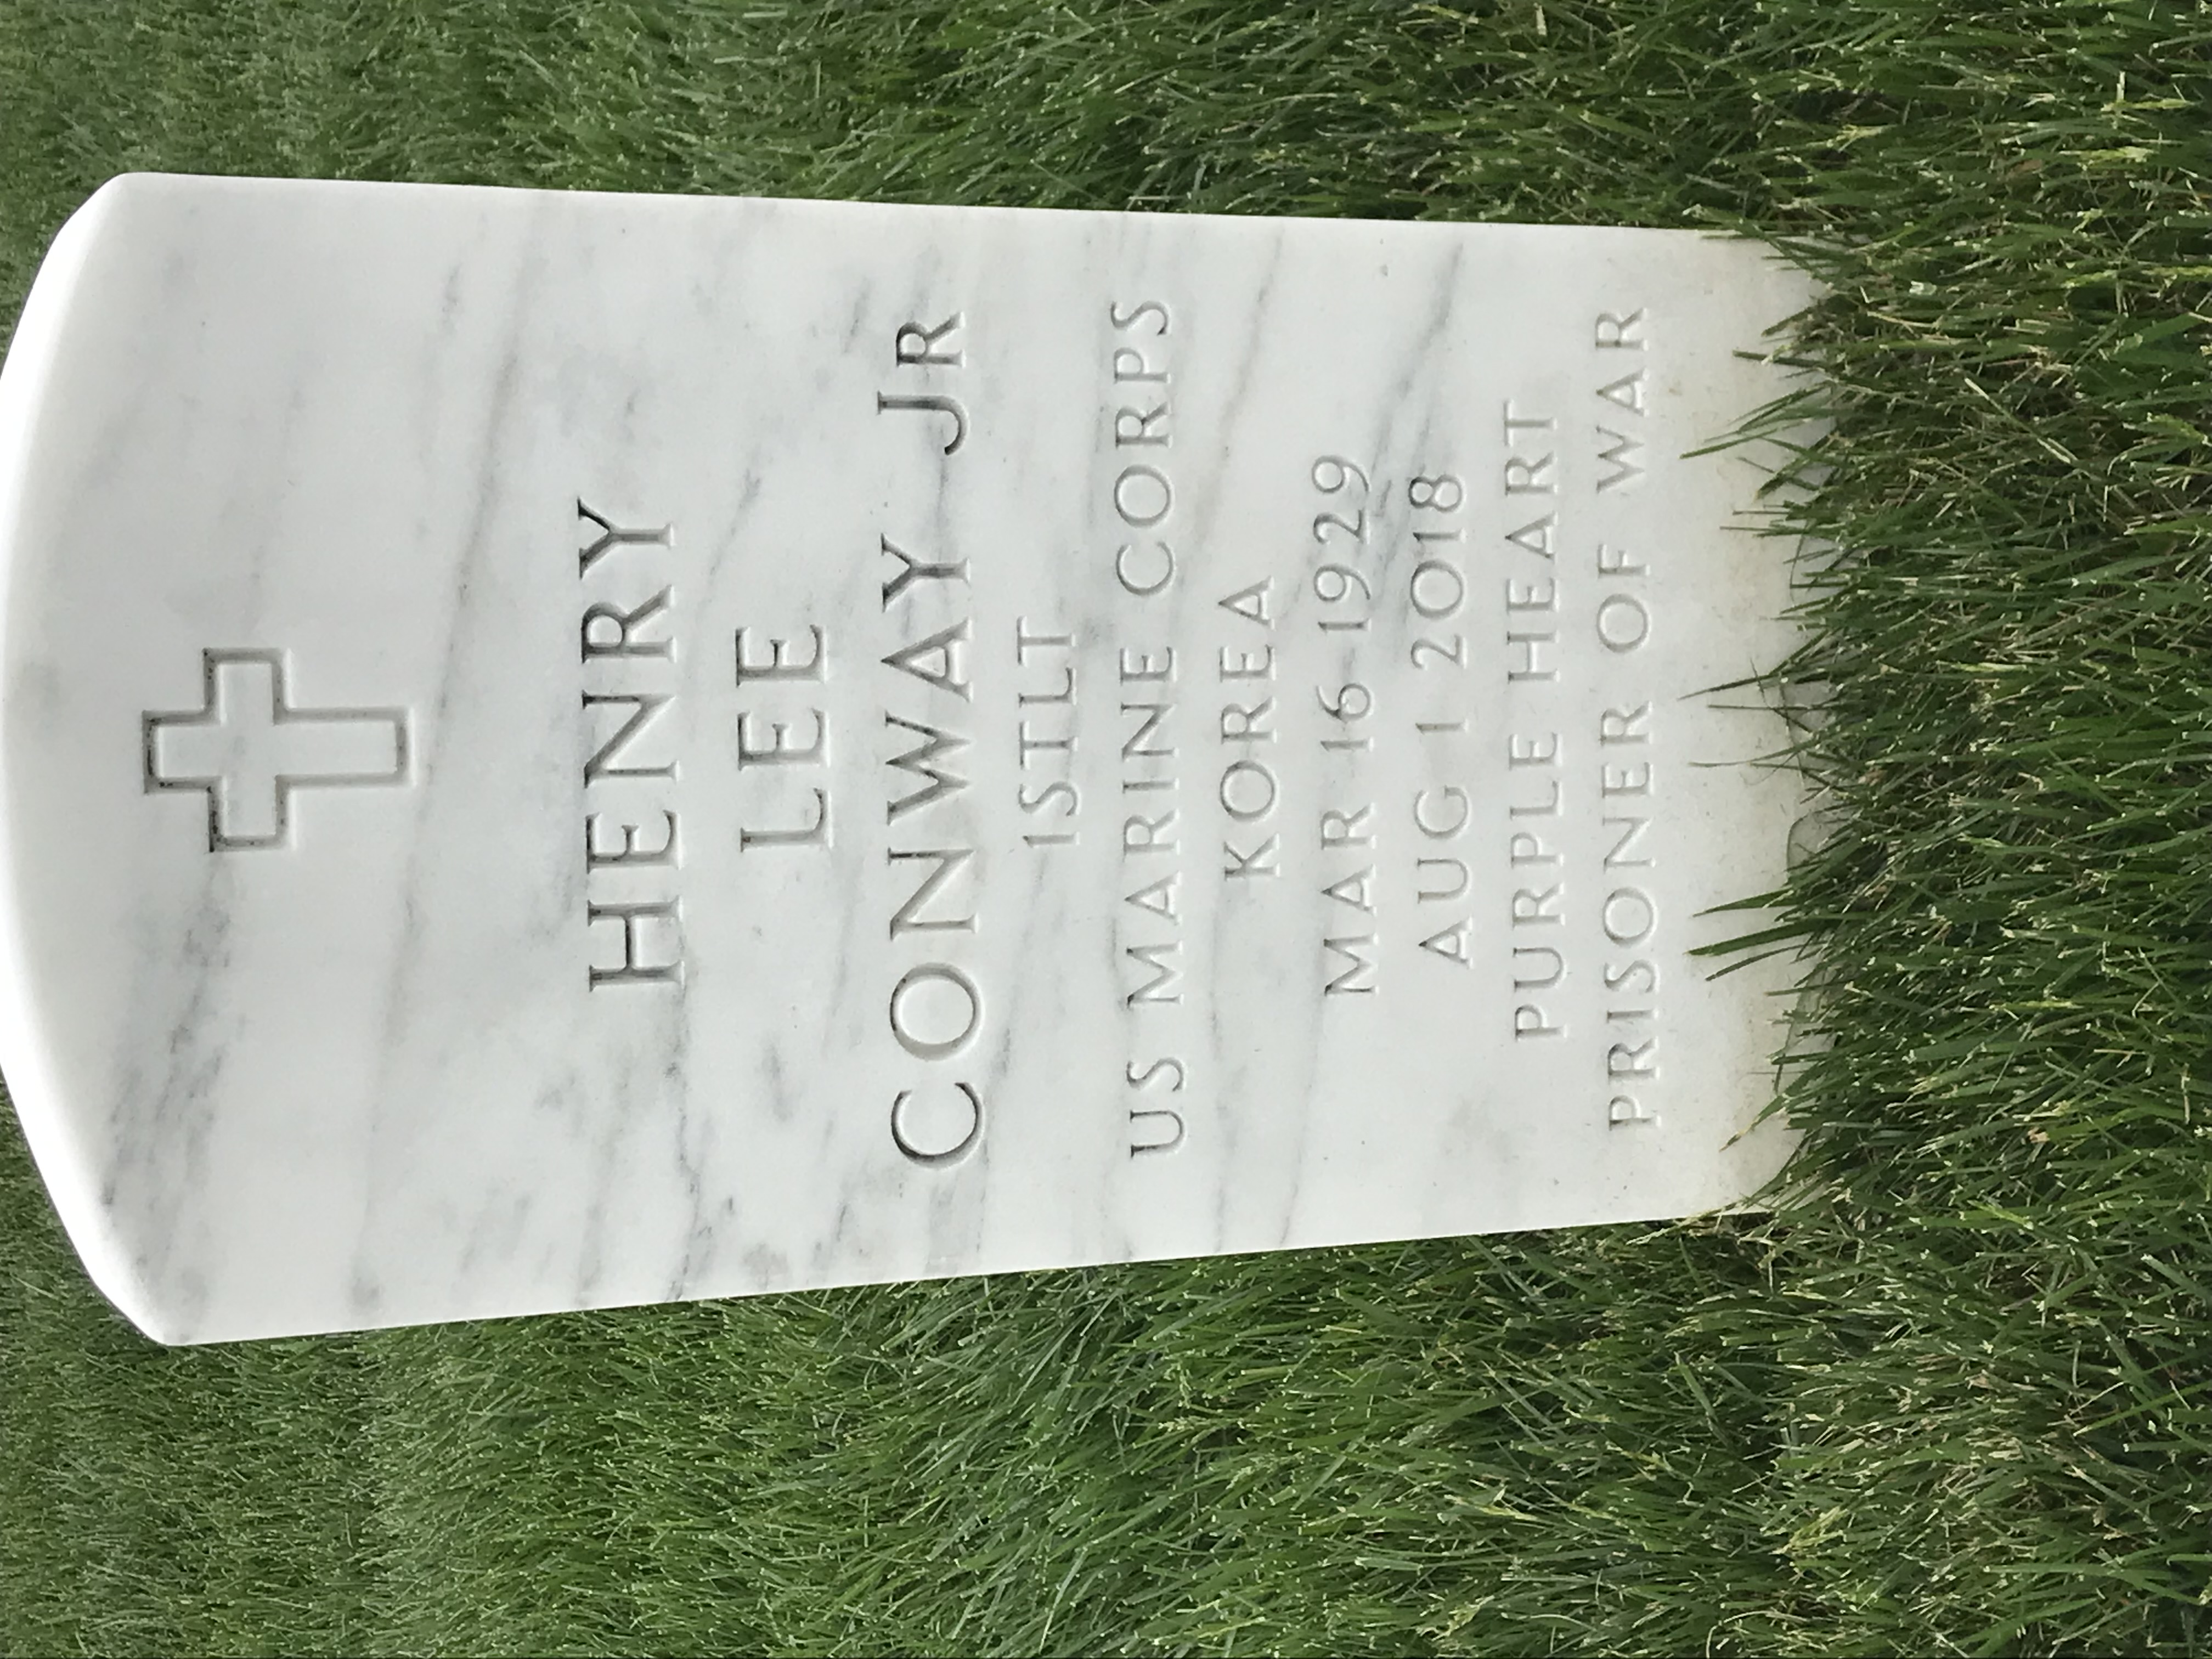 HENRY
LEE
CONWAY JR
1STLT
US MARINE CORPS
KOREA
MAR 16 1929
AUG 1 2018
PURPLE HEART
PRISONER OF WAR